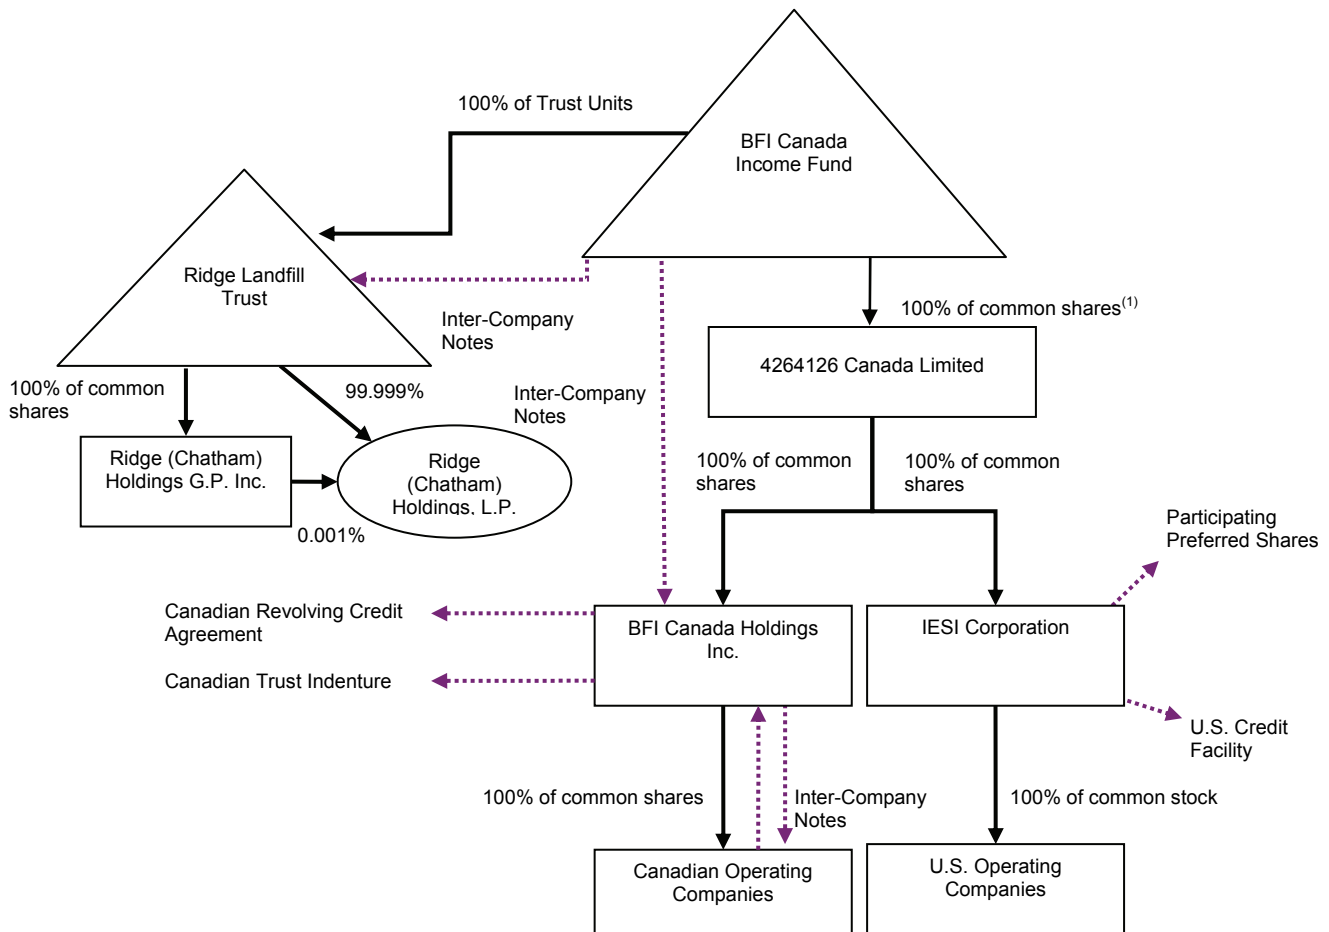 100% of Trust Units
BFI Canada
Income Fund
Ridge Landfill
Trust
Inter-Company
Notes
100% of common shares(1)
4264126 Canada Limited
100% of common
shares
99.999%
Inter-Company
Notes
Ridge (Chatham)
Holdings G.P. Inc.
Ridge
(Chatham)
Holdings, L.P.
0.001%
100% of common
shares
100% of common
shares
Participating
Preferred Shares
Canadian Revolving Credit
Agreement
Canadian Trust Indenture
BFI Canada Holdings
Inc.
IESI Corporation
U.S. Credit
Facility
100% of common shares
Inter-Company
Notes
100% of common stock
Canadian Operating
Companies
U.S. Operating
Companies